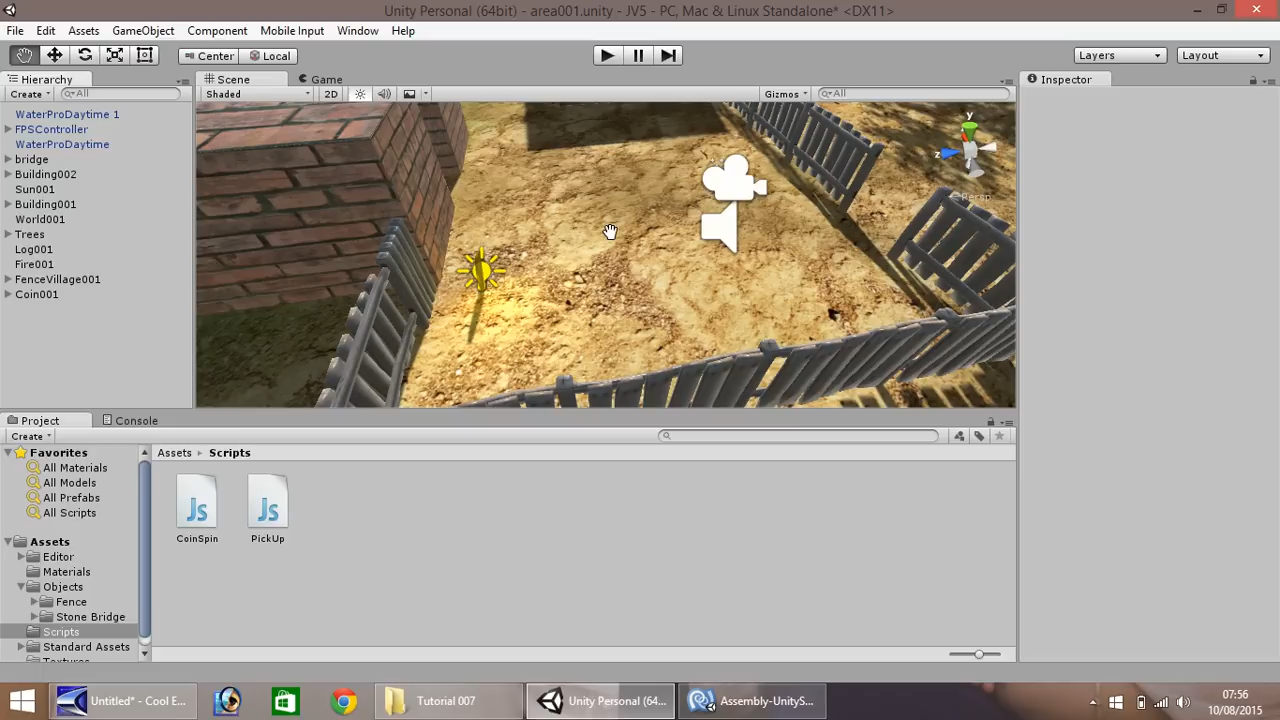 Unity Personal (64bit) - area001.unity - JV5 - PC, Mac & Linux Standalone* <DX11>
File Edit Assets GameObject Component Mobile Input Window Help
Center Local Layers Layout
Hierarchy Scene Game Inspector
Create All Shaded 2D Gizmos All
WaterProDaytime 1
FPSController
WaterProDaytime
bridge
Building002
Sun001
Building001
World001
Trees
Log001
Fire001
FenceVillage001
Coin001
y
z
Persp
Project Console
Create
Favorites
All Materials
All Models
All Prefabs
All Scripts
Assets
Editor
Materials
Objects
Fence
Stone Bridge
Scripts
Standard Assets
Textures
Assets Scripts
Js Js
CoinSpin PickUp
Untitled* - Cool E...
Tutorial 007
Unity Personal (64...
Assembly-UnityS...
07:56
10/08/2015